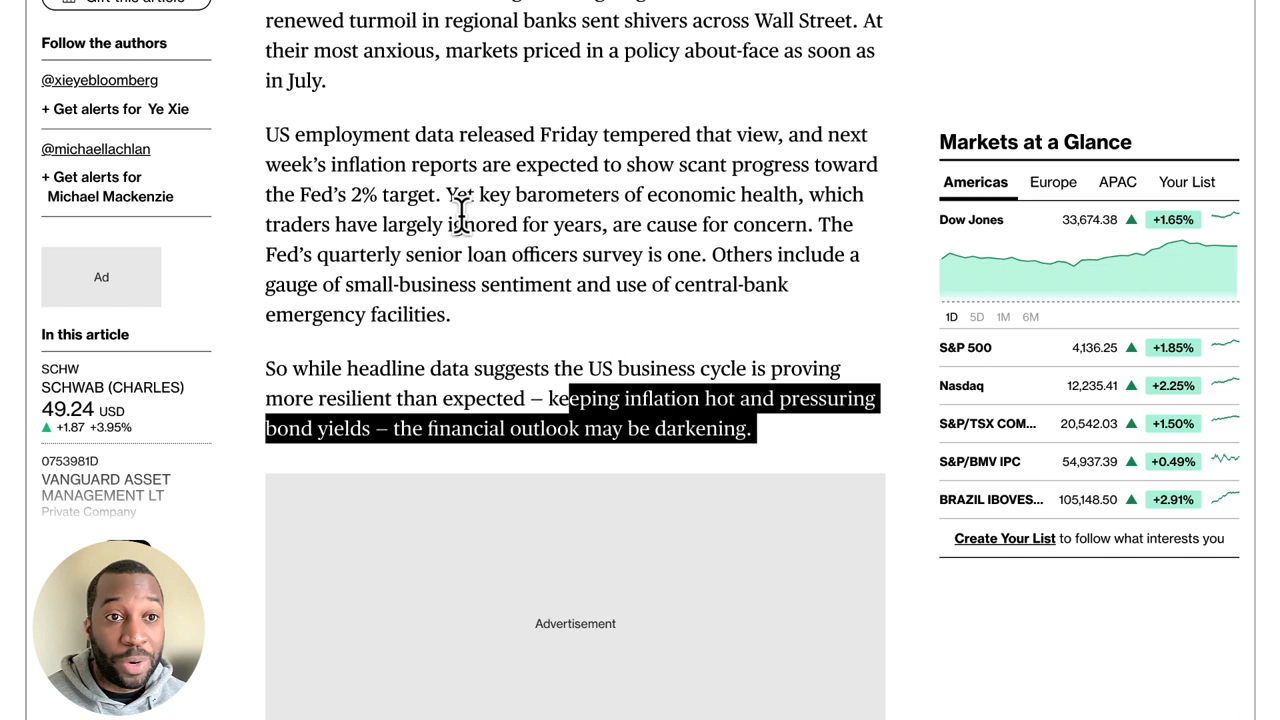 Gift this article
Follow the authors
@xieyebloomberg
+ Get alerts for Ye Xie
@michaellachlan
+ Get alerts for
Michael Mackenzie
Ad
In this article
SCHW
SCHWAB (CHARLES)
49.24 USD
▲ +1.87 +3.95%
0753981D
VANGUARD ASSET
MANAGEMENT LT
Private Company
renewed turmoil in regional banks sent shivers across Wall Street. At
their most anxious, markets priced in a policy about-face as soon as
in July.
US employment data released Friday tempered that view, and next
week’s inflation reports are expected to show scant progress toward
the Fed’s 2% target. Yet key barometers of economic health, which
traders have largely ignored for years, are cause for concern. The
Fed’s quarterly senior loan officers survey is one. Others include a
gauge of small-business sentiment and use of central-bank
emergency facilities.
So while headline data suggests the US business cycle is proving
more resilient than expected – keeping inflation hot and pressuring
bond yields – the financial outlook may be darkening.
Advertisement
Markets at a Glance
Americas Europe APAC Your List
Dow Jones 33,674.38 ▲ +1.65%
1D 5D 1M 6M
S&P 500 4,136.25 ▲ +1.85%
Nasdaq 12,235.41 ▲ +2.25%
S&P/TSX COM... 20,542.03 ▲ +1.50%
S&P/BMV IPC 54,937.39 ▲ +0.49%
BRAZIL IBOVES... 105,148.50 ▲ +2.91%
Create Your List to follow what interests you